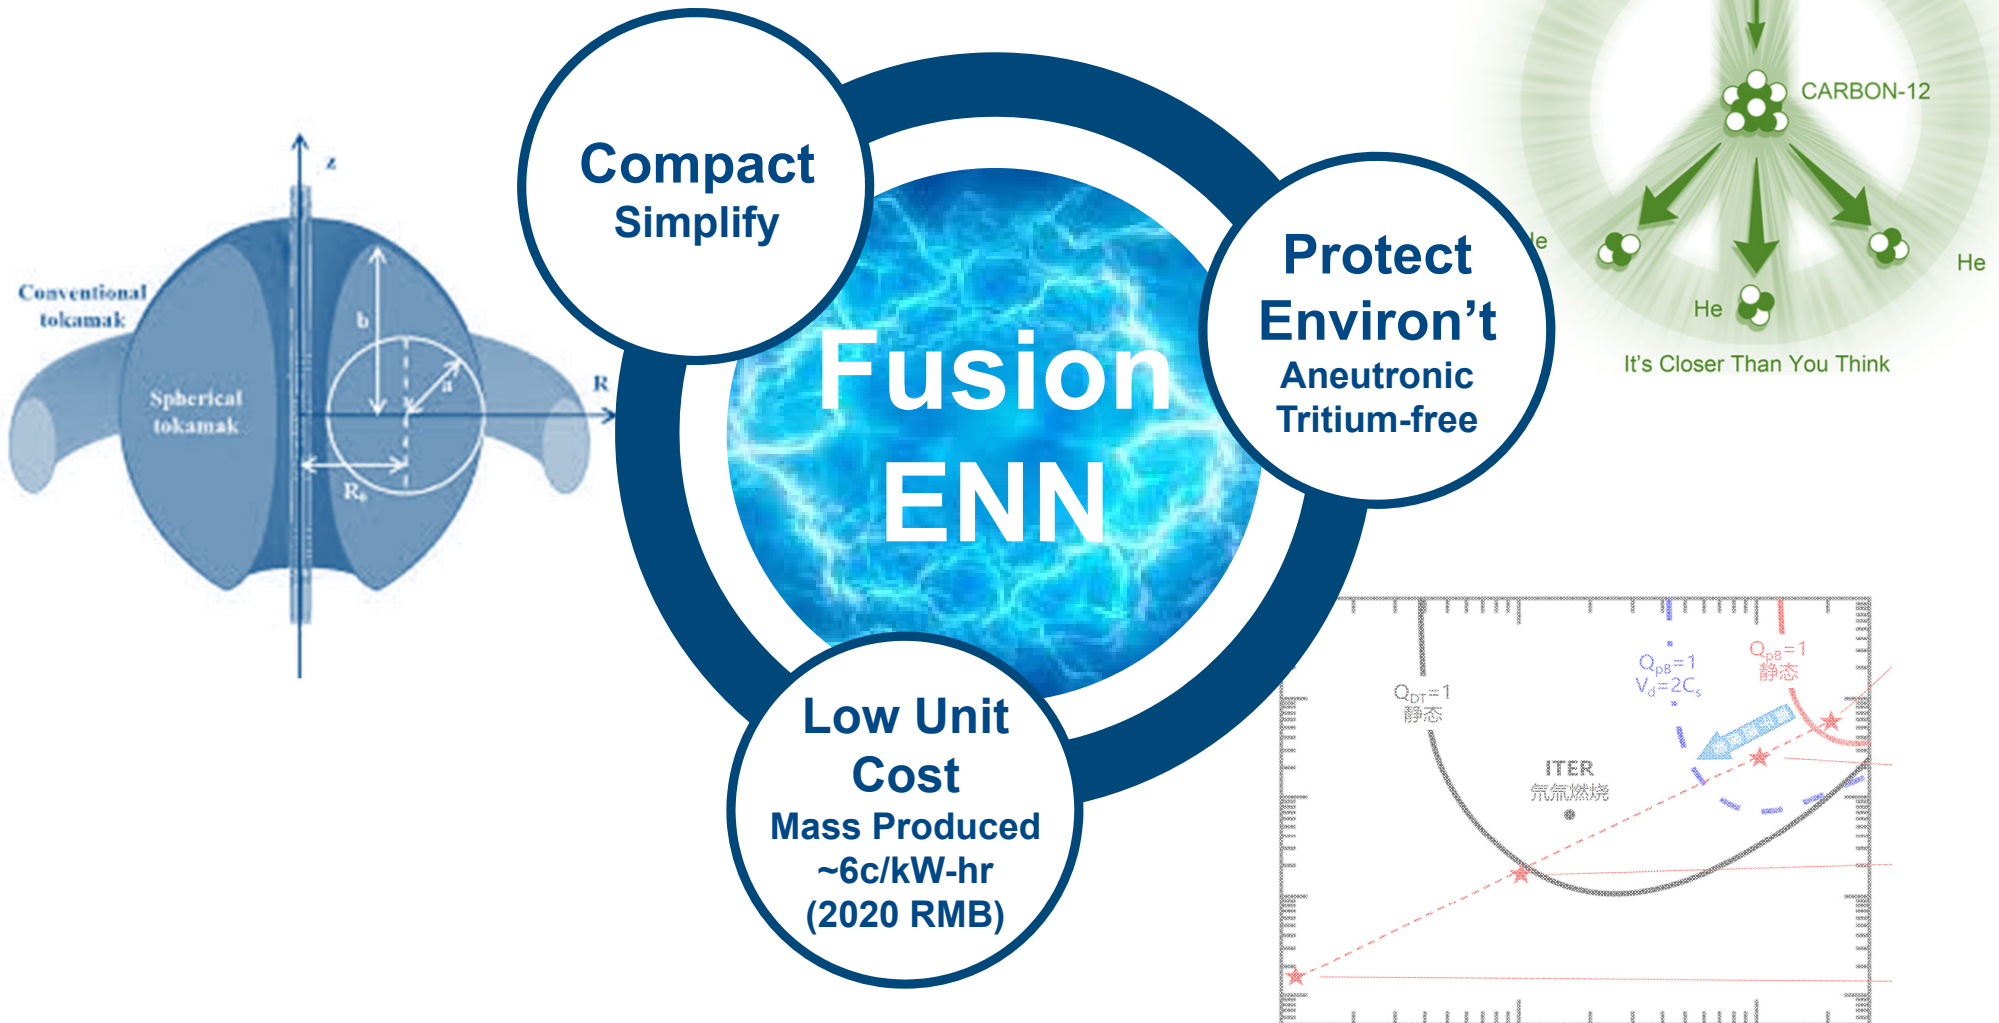 CARBON-12
He
He
It's Closer Than You Think
Compact
Simplify
Protect
Environ't
Aneutronic
Tritium-free
Fusion
ENN
Low Unit
Cost
Mass Produced
~6c/kW-hr
(2020 RMB)
z
Conventional
tokamak
b
a
R
Spherical
tokamak
R₀
Q_DT=1
静态
ITER
氘氚燃烧
Q_pB=1
V_d=2C_s
Q_pB=1
静态